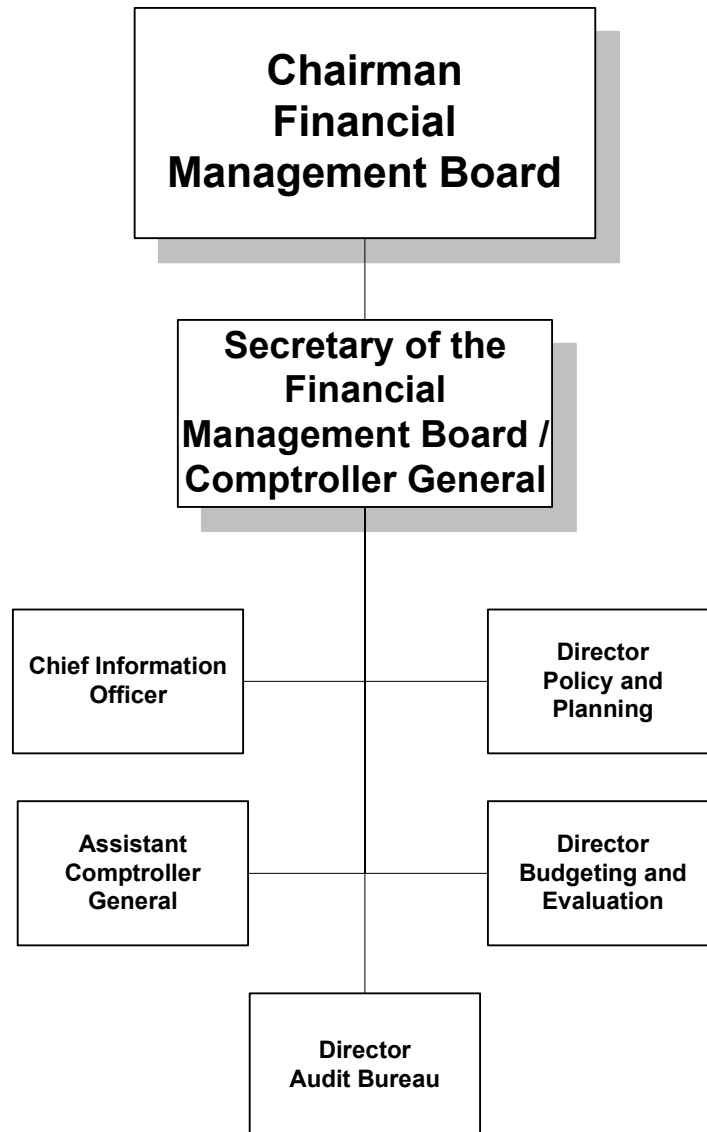 Chairman
Financial
Management Board
Secretary of the
Financial
Management Board /
Comptroller General
Chief Information
Officer
Director
Policy and
Planning
Assistant
Comptroller
General
Director
Budgeting and
Evaluation
Director
Audit Bureau